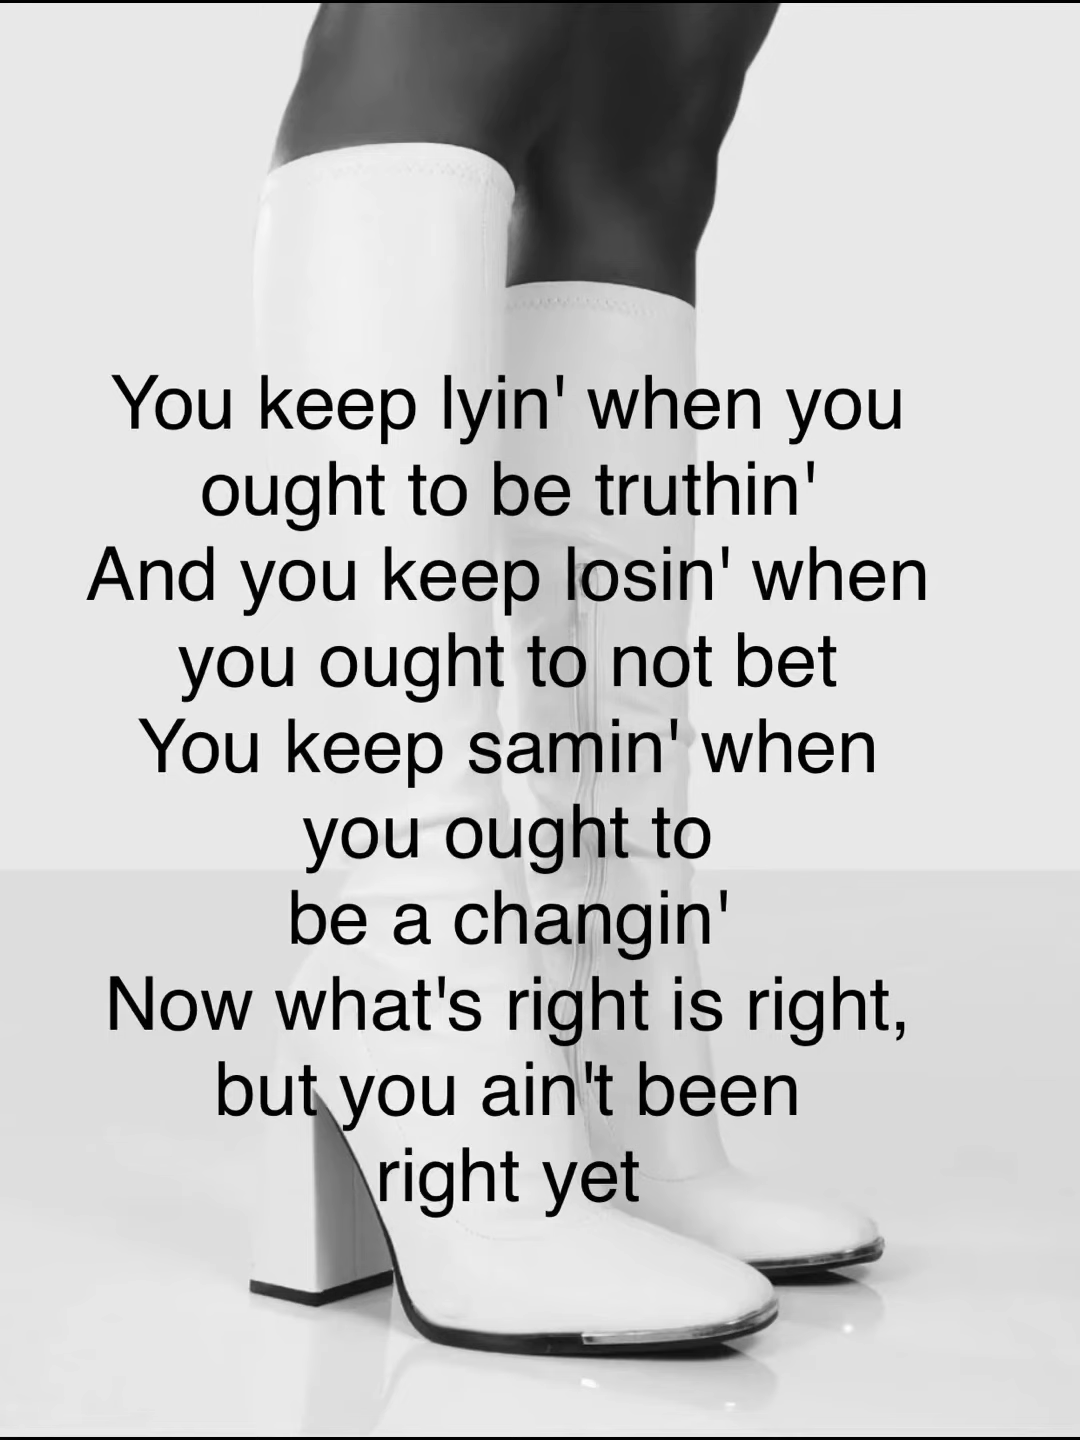 You keep lyin' when you
ought to be truthin'
And you keep losin' when
you ought to not bet
You keep samin' when
you ought to
be a changin'
Now what's right is right,
but you ain't been
right yet